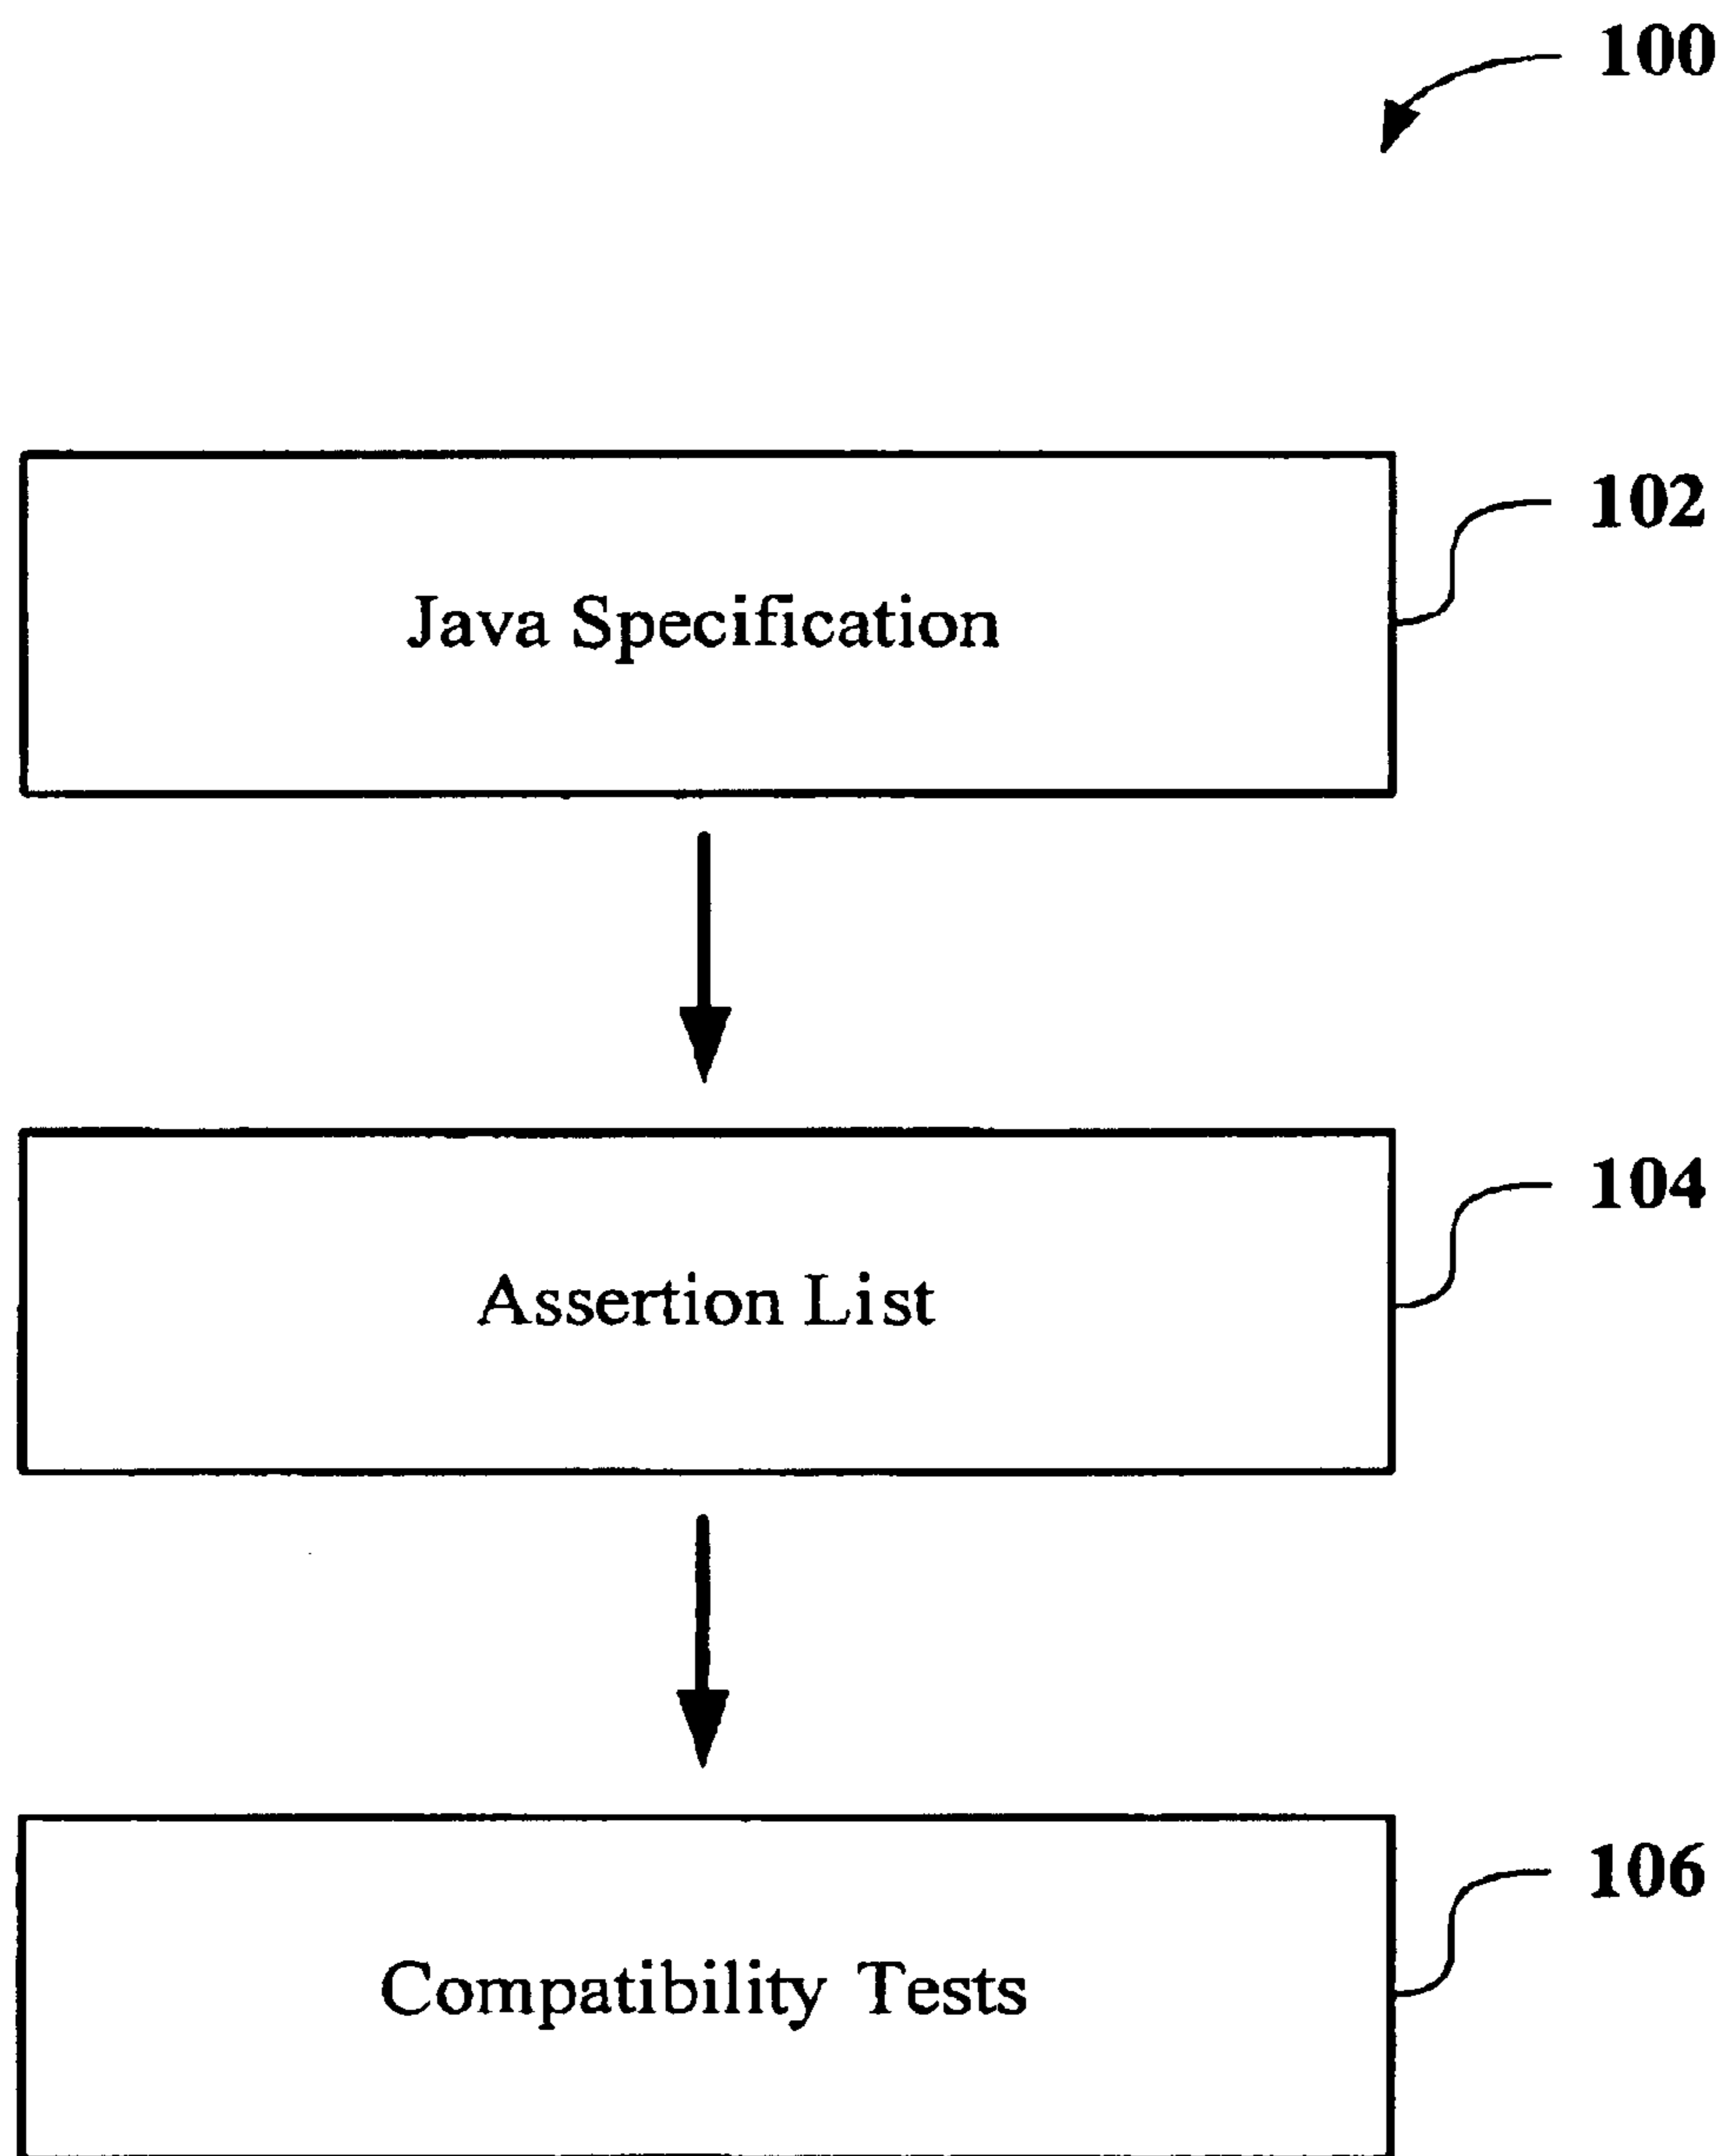 100
102
Java Specification
104
Assertion List
106
Compatibility Tests